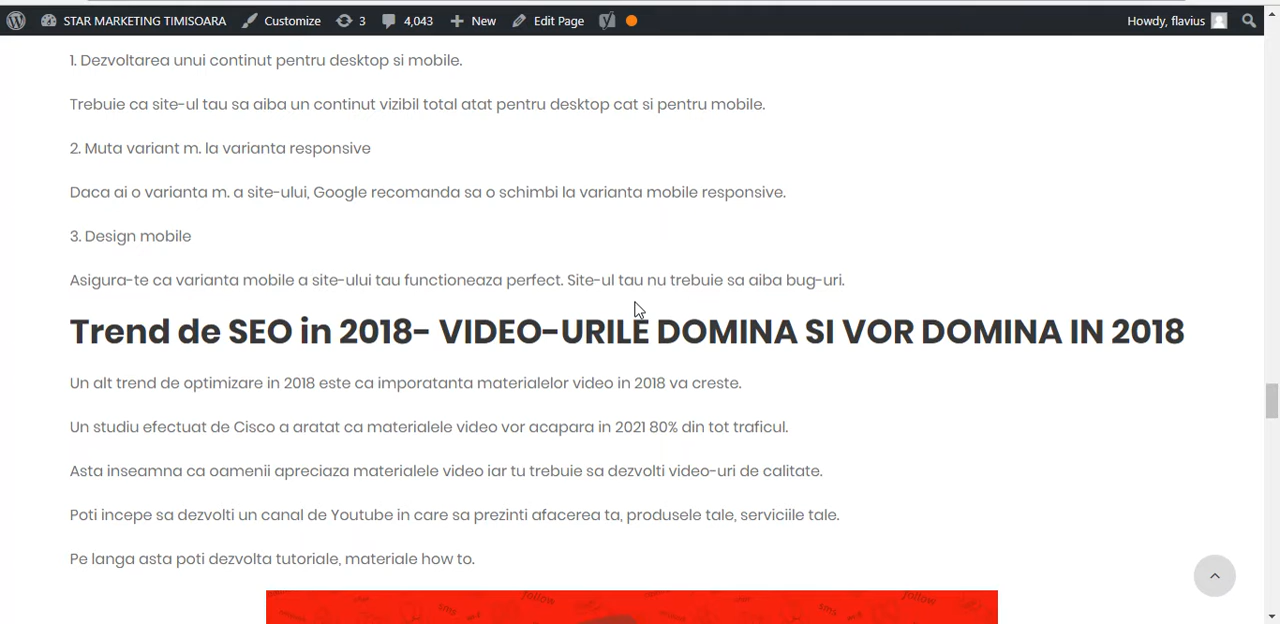 STAR MARKETING TIMISOARA Customize 3 4,043 New Edit Page Howdy, flavius
1. Dezvoltarea unui continut pentru desktop si mobile.
Trebuie ca site-ul tau sa aiba un continut vizibil total atat pentru desktop cat si pentru mobile.
2. Muta variant m. la varianta responsive
Daca ai o varianta m. a site-ului, Google recomanda sa o schimbi la varianta mobile responsive.
3. Design mobile
Asigura-te ca varianta mobile a site-ului tau functioneaza perfect. Site-ul tau nu trebuie sa aiba bug-uri.
Trend de SEO in 2018- VIDEO-URILE DOMINA SI VOR DOMINA IN 2018
Un alt trend de optimizare in 2018 este ca imporatanta materialelor video in 2018 va creste.
Un studiu efectuat de Cisco a aratat ca materialele video vor acapara in 2021 80% din tot traficul.
Asta inseamna ca oamenii apreciaza materialele video iar tu trebuie sa dezvolti video-uri de calitate.
Poti incepe sa dezvolti un canal de Youtube in care sa prezinti afacerea ta, produsele tale, serviciile tale.
Pe langa asta poti dezvolta tutoriale, materiale how to.
follow follow
sms sms